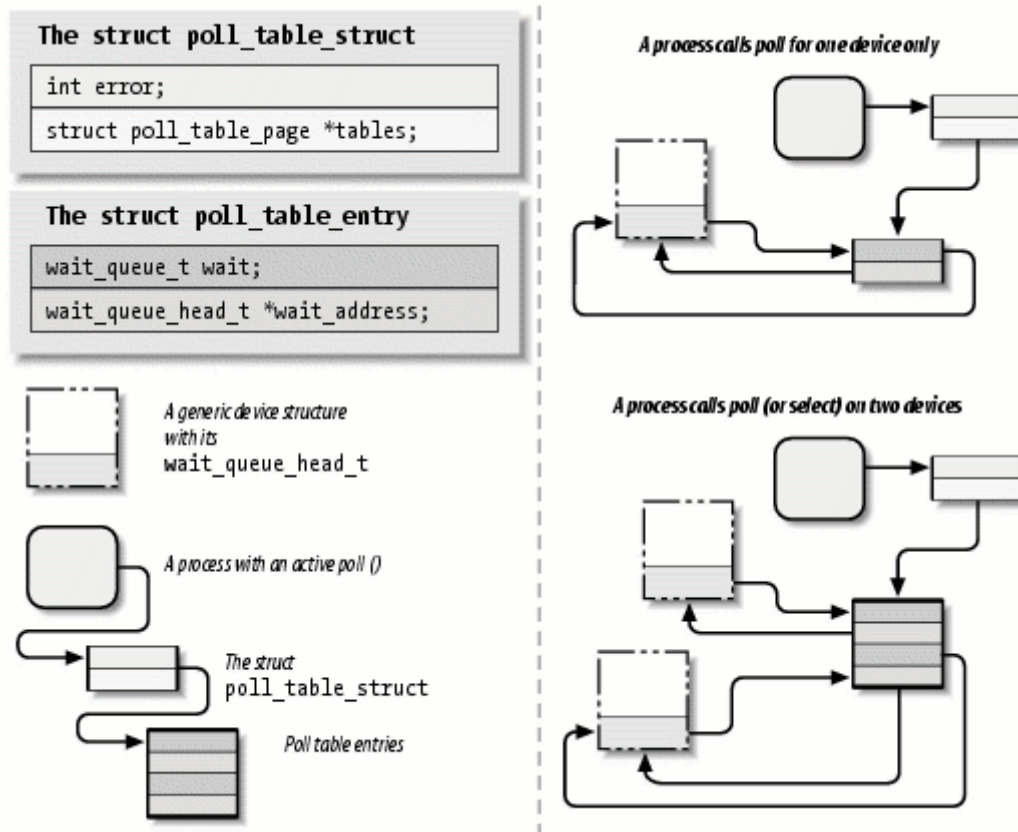 The struct poll_table_struct
int error;
struct poll_table_page *tables;
The struct poll_table_entry
wait_queue_t wait;
wait_queue_head_t *wait_address;
A generic device structure
with its
wait_queue_head_t
A process with an active poll ()
The struct
poll_table_struct
Poll table entries
A process calls poll for one device only
A process calls poll (or select) on two devices